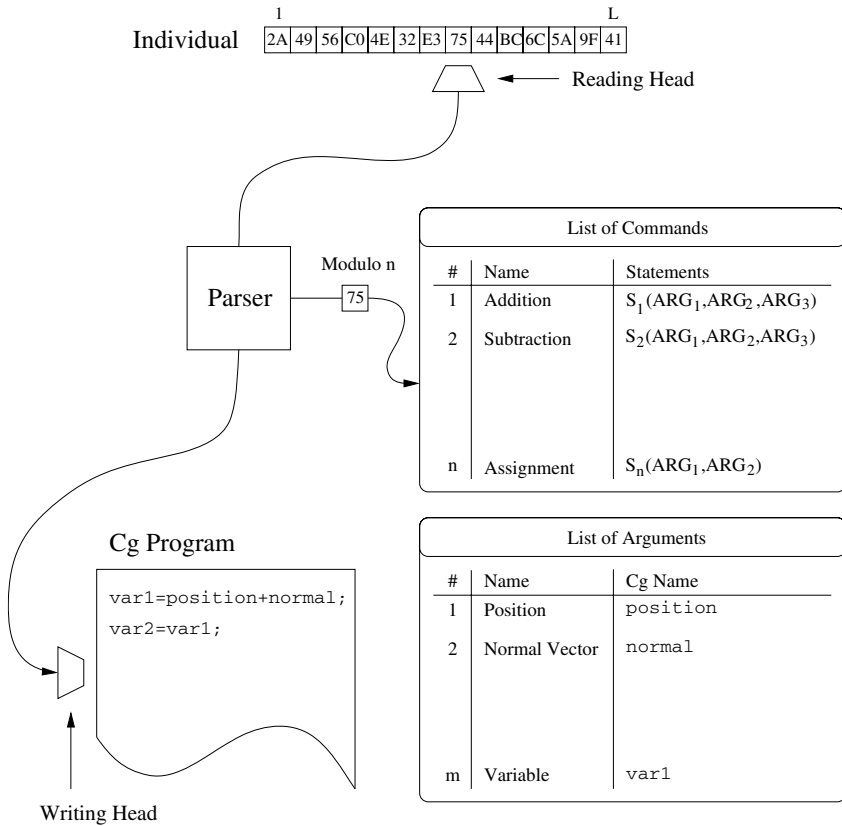 1 L
Individual 2A 49 56 C0 4E 32 E3 75 44 BC 6C 5A 9F 41
Reading Head
List of Commands
Modulo n
# Name Statements
Parser 75
1 Addition S₁(ARG₁,ARG₂,ARG₃)
2 Subtraction S₂(ARG₁,ARG₂,ARG₃)
n Assignment Sₙ(ARG₁,ARG₂)
Cg Program
var1=position+normal;
var2=var1;
Writing Head
List of Arguments
# Name Cg Name
1 Position position
2 Normal Vector normal
m Variable var1